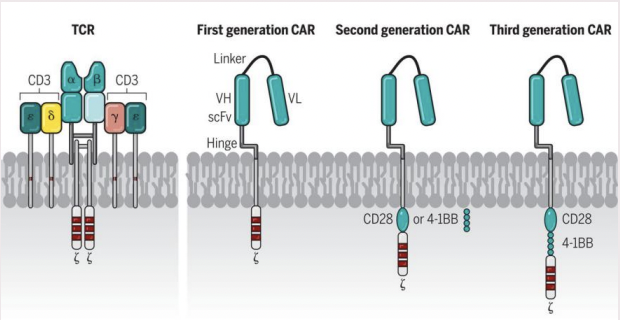 TCR
CD3
CD3
α
β
ε
δ
γ
ε
ζ ζ
First generation CAR
Linker
VH
VL
scFv
Hinge
ζ
Second generation CAR
CD28
or 4-1BB
ζ
Third generation CAR
CD28
4-1BB
ζ